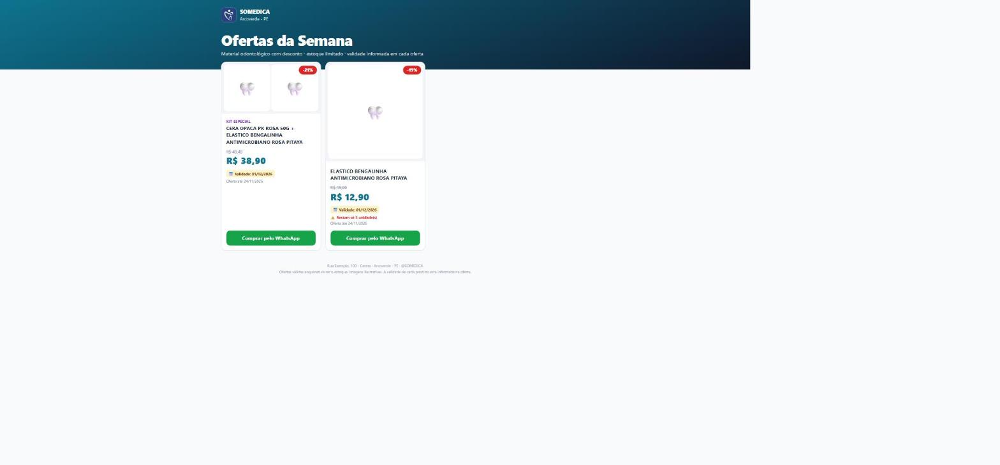 SOMEDICA
Arcoverde - PE
Ofertas da Semana
Material odontológico com desconto · estoque limitado · validade informada em cada oferta
-21%
KIT ESPECIAL
CERA OPACA PK ROSA 50G +
ELASTICO BENGALINHA
ANTIMICROBIANO ROSA PITAYA
R$ 49,49
R$ 38,90
Validade: 01/12/2026
Oferta até 24/11/2026
Comprar pelo WhatsApp
-19%
ELASTICO BENGALINHA
ANTIMICROBIANO ROSA PITAYA
R$ 15,99
R$ 12,90
Validade: 01/12/2026
Restam só 5 unidade(s)
Oferta até 24/11/2026
Comprar pelo WhatsApp
Rua Exemplo, 100 - Centro · Arcoverde - PE · @SOMEDICA
Ofertas válidas enquanto durar o estoque. Imagens ilustrativas. A validade de cada produto está informada na oferta.